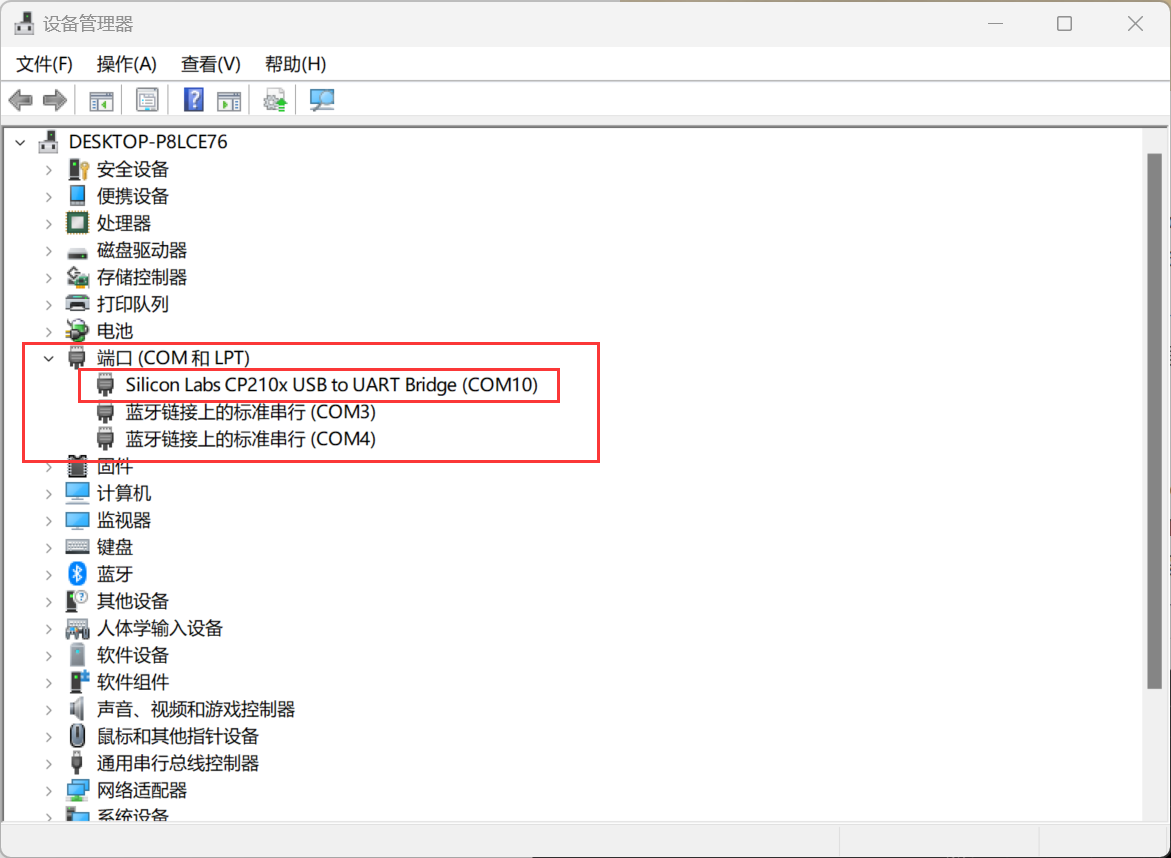 设备管理器
文件(F) 操作(A) 查看(V) 帮助(H)
DESKTOP-P8LCE76
安全设备
便携设备
处理器
磁盘驱动器
存储控制器
打印队列
电池
端口 (COM 和 LPT)
Silicon Labs CP210x USB to UART Bridge (COM10)
蓝牙链接上的标准串行 (COM3)
蓝牙链接上的标准串行 (COM4)
固件
计算机
监视器
键盘
蓝牙
其他设备
人体学输入设备
软件设备
软件组件
声音、视频和游戏控制器
鼠标和其他指针设备
通用串行总线控制器
网络适配器
系统设备